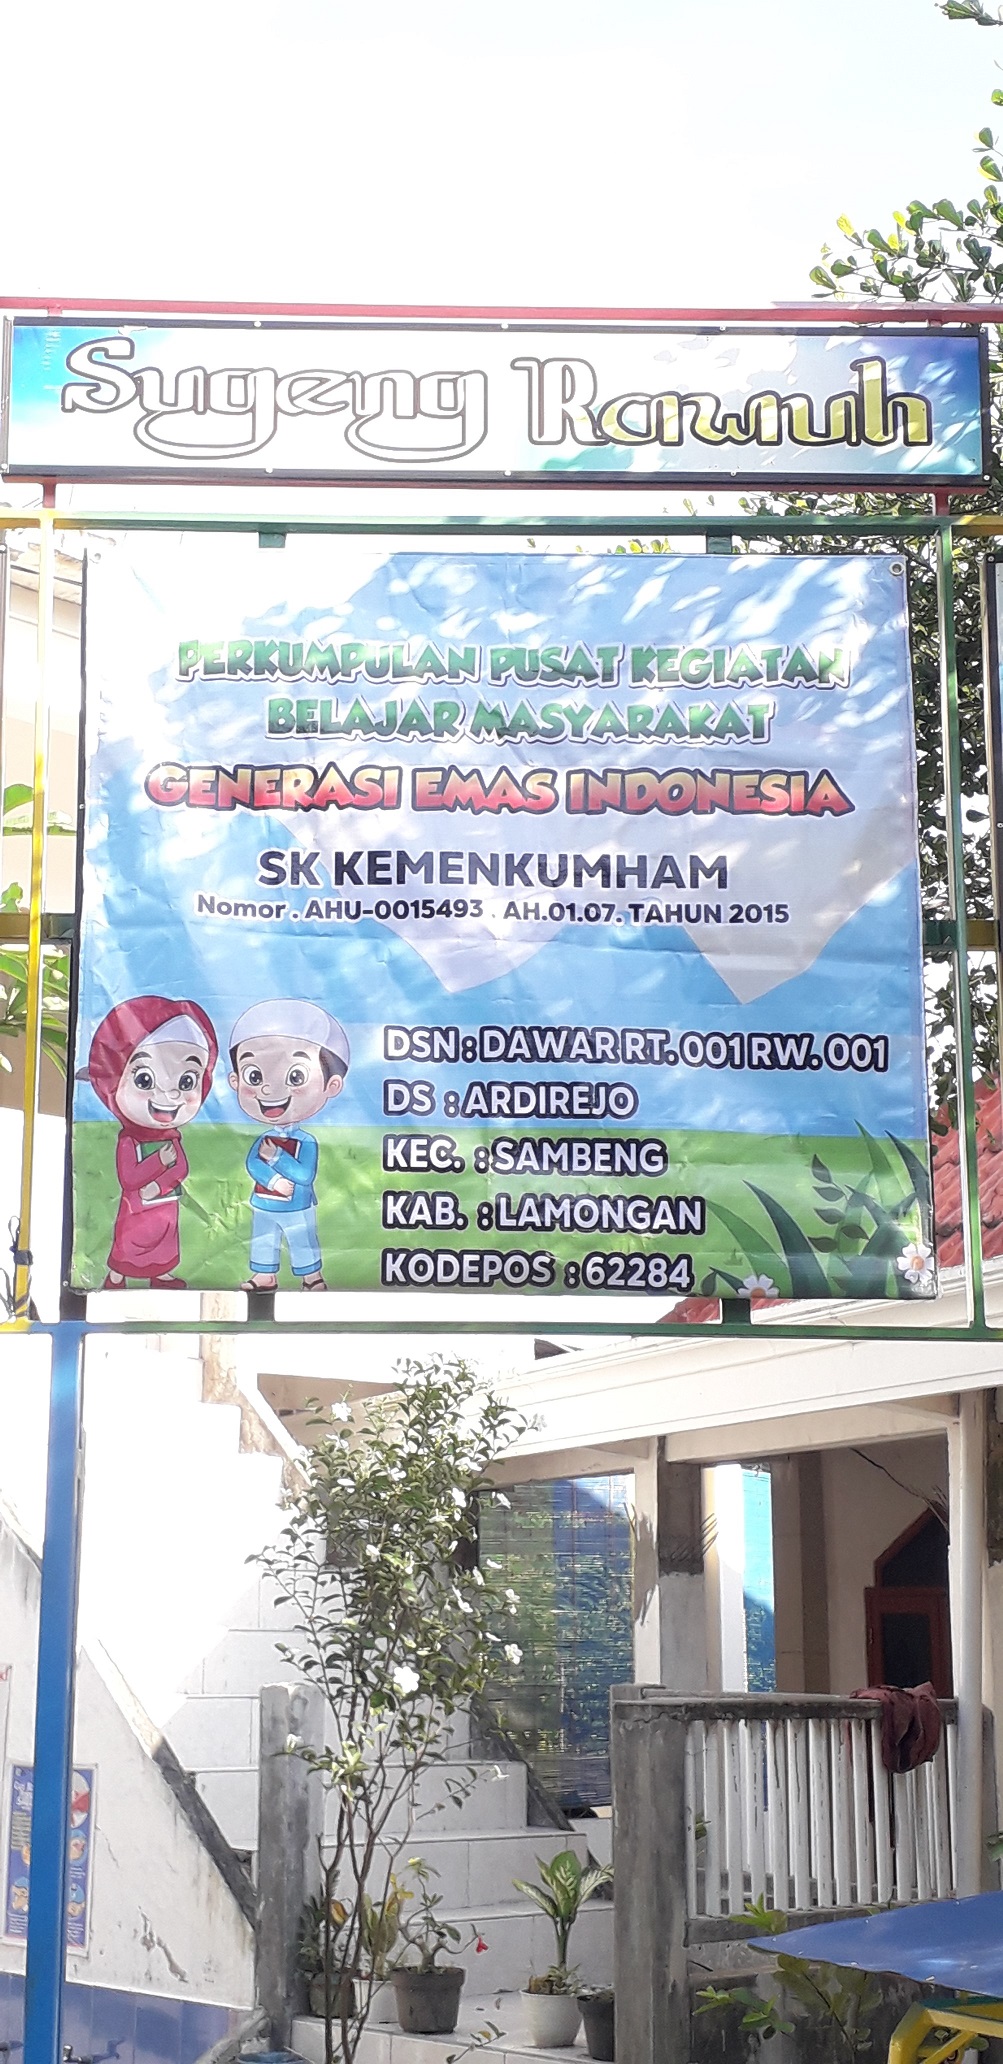 Sugeng Rawuh
PERKUMPULAN PUSAT KEGIATAN
BELAJAR MASYARAKAT
GENERASI EMAS INDONESIA
SK KEMENKUMHAM
Nomor . AHU-0015493 . AH.01.07. TAHUN 2015
DSN : DAWAR RT. 001 RW. 001
DS : ARDIREJO
KEC. : SAMBENG
KAB. : LAMONGAN
KODEPOS : 62284